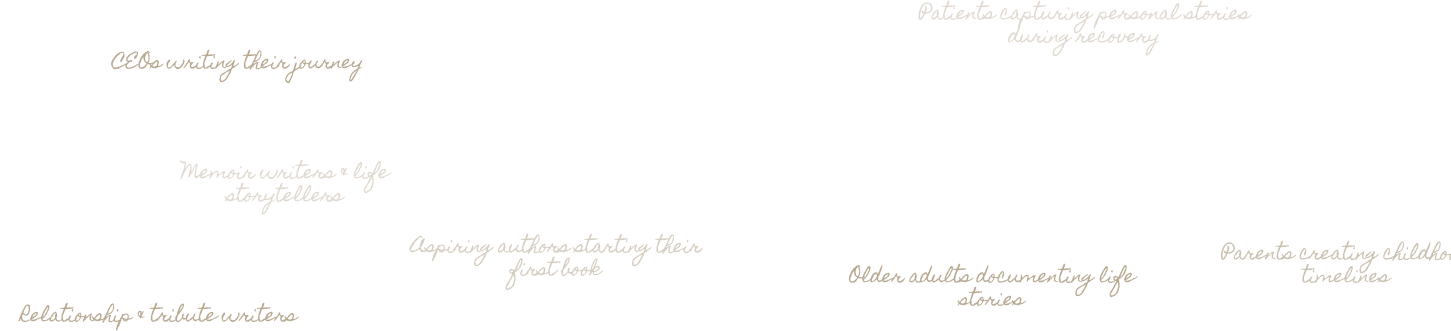 Patients capturing personal stories
during recovery
CEOs writing their journey
Memoir writers & life
storytellers
Aspiring authors starting their
first book
Parents creating childho
timelines
Older adults documenting life
stories
Relationship & tribute writers